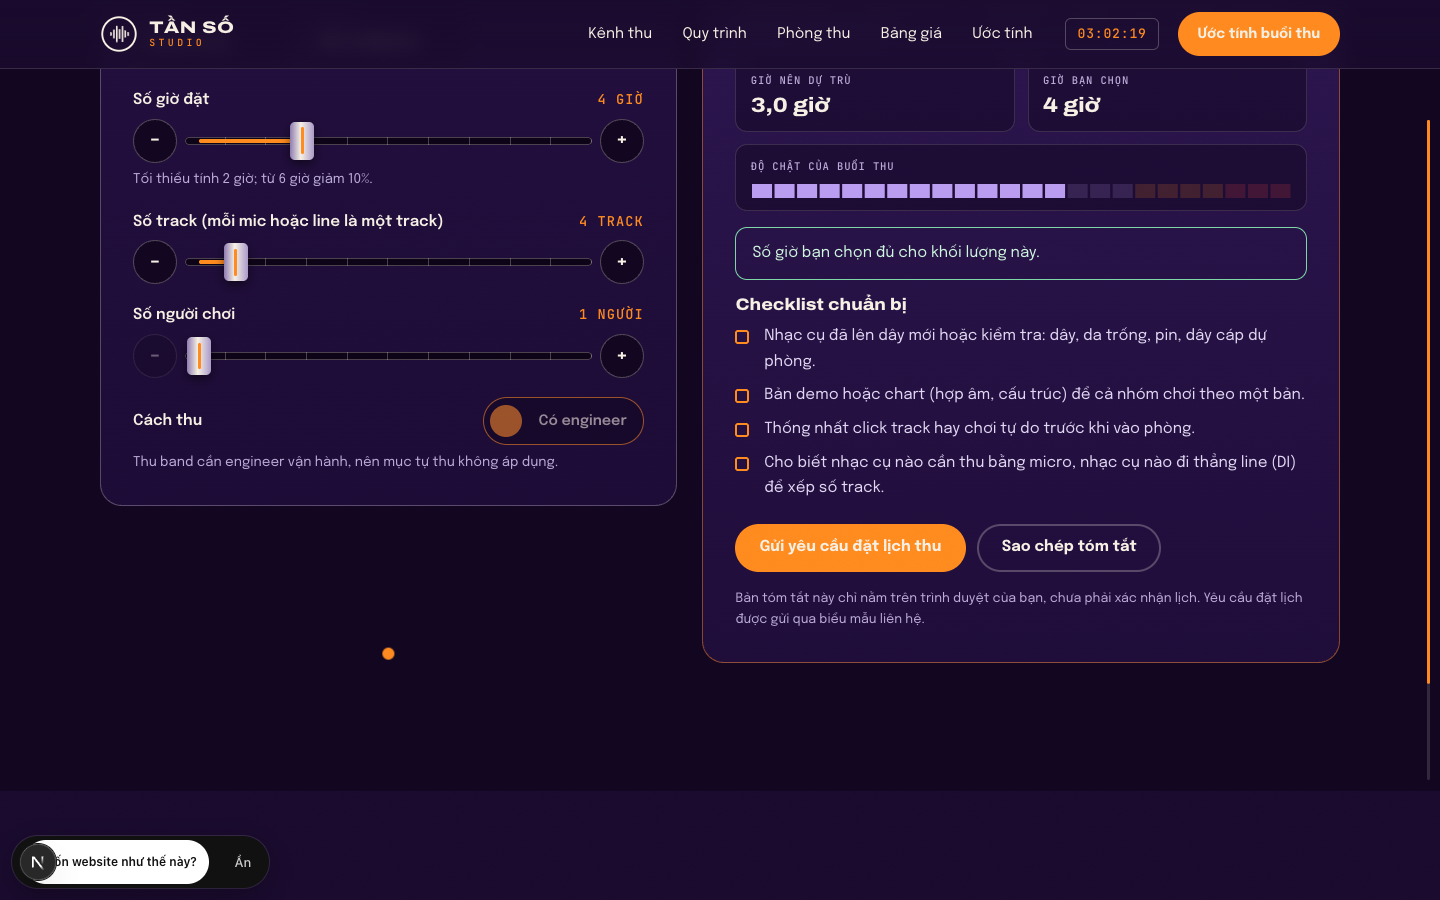 TẦN SỐ
STUDIO
Kênh thu
Quy trình
Phòng thu
Bảng giá
Ước tính
03:02:19
Ước tính buổi thu
Số giờ đặt
4 GIỜ
−
+
Tối thiểu tính 2 giờ; từ 6 giờ giảm 10%.
Số track (mỗi mic hoặc line là một track)
4 TRACK
−
+
Số người chơi
1 NGƯỜI
−
+
Cách thu
Có engineer
Thu band cần engineer vận hành, nên mục tự thu không áp dụng.
GIỜ NÊN DỰ TRÙ
3,0 giờ
GIỜ BẠN CHỌN
4 giờ
ĐỘ CHẬT CỦA BUỔI THU
Số giờ bạn chọn đủ cho khối lượng này.
Checklist chuẩn bị
Nhạc cụ đã lên dây mới hoặc kiểm tra: dây, da trống, pin, dây cáp dự
phòng.
Bản demo hoặc chart (hợp âm, cấu trúc) để cả nhóm chơi theo một bản.
Thống nhất click track hay chơi tự do trước khi vào phòng.
Cho biết nhạc cụ nào cần thu bằng micro, nhạc cụ nào đi thẳng line (DI)
để xếp số track.
Gửi yêu cầu đặt lịch thu
Sao chép tóm tắt
Bản tóm tắt này chỉ nằm trên trình duyệt của bạn, chưa phải xác nhận lịch. Yêu cầu đặt lịch
được gửi qua biểu mẫu liên hệ.
N
website như thế này?
Ẩn